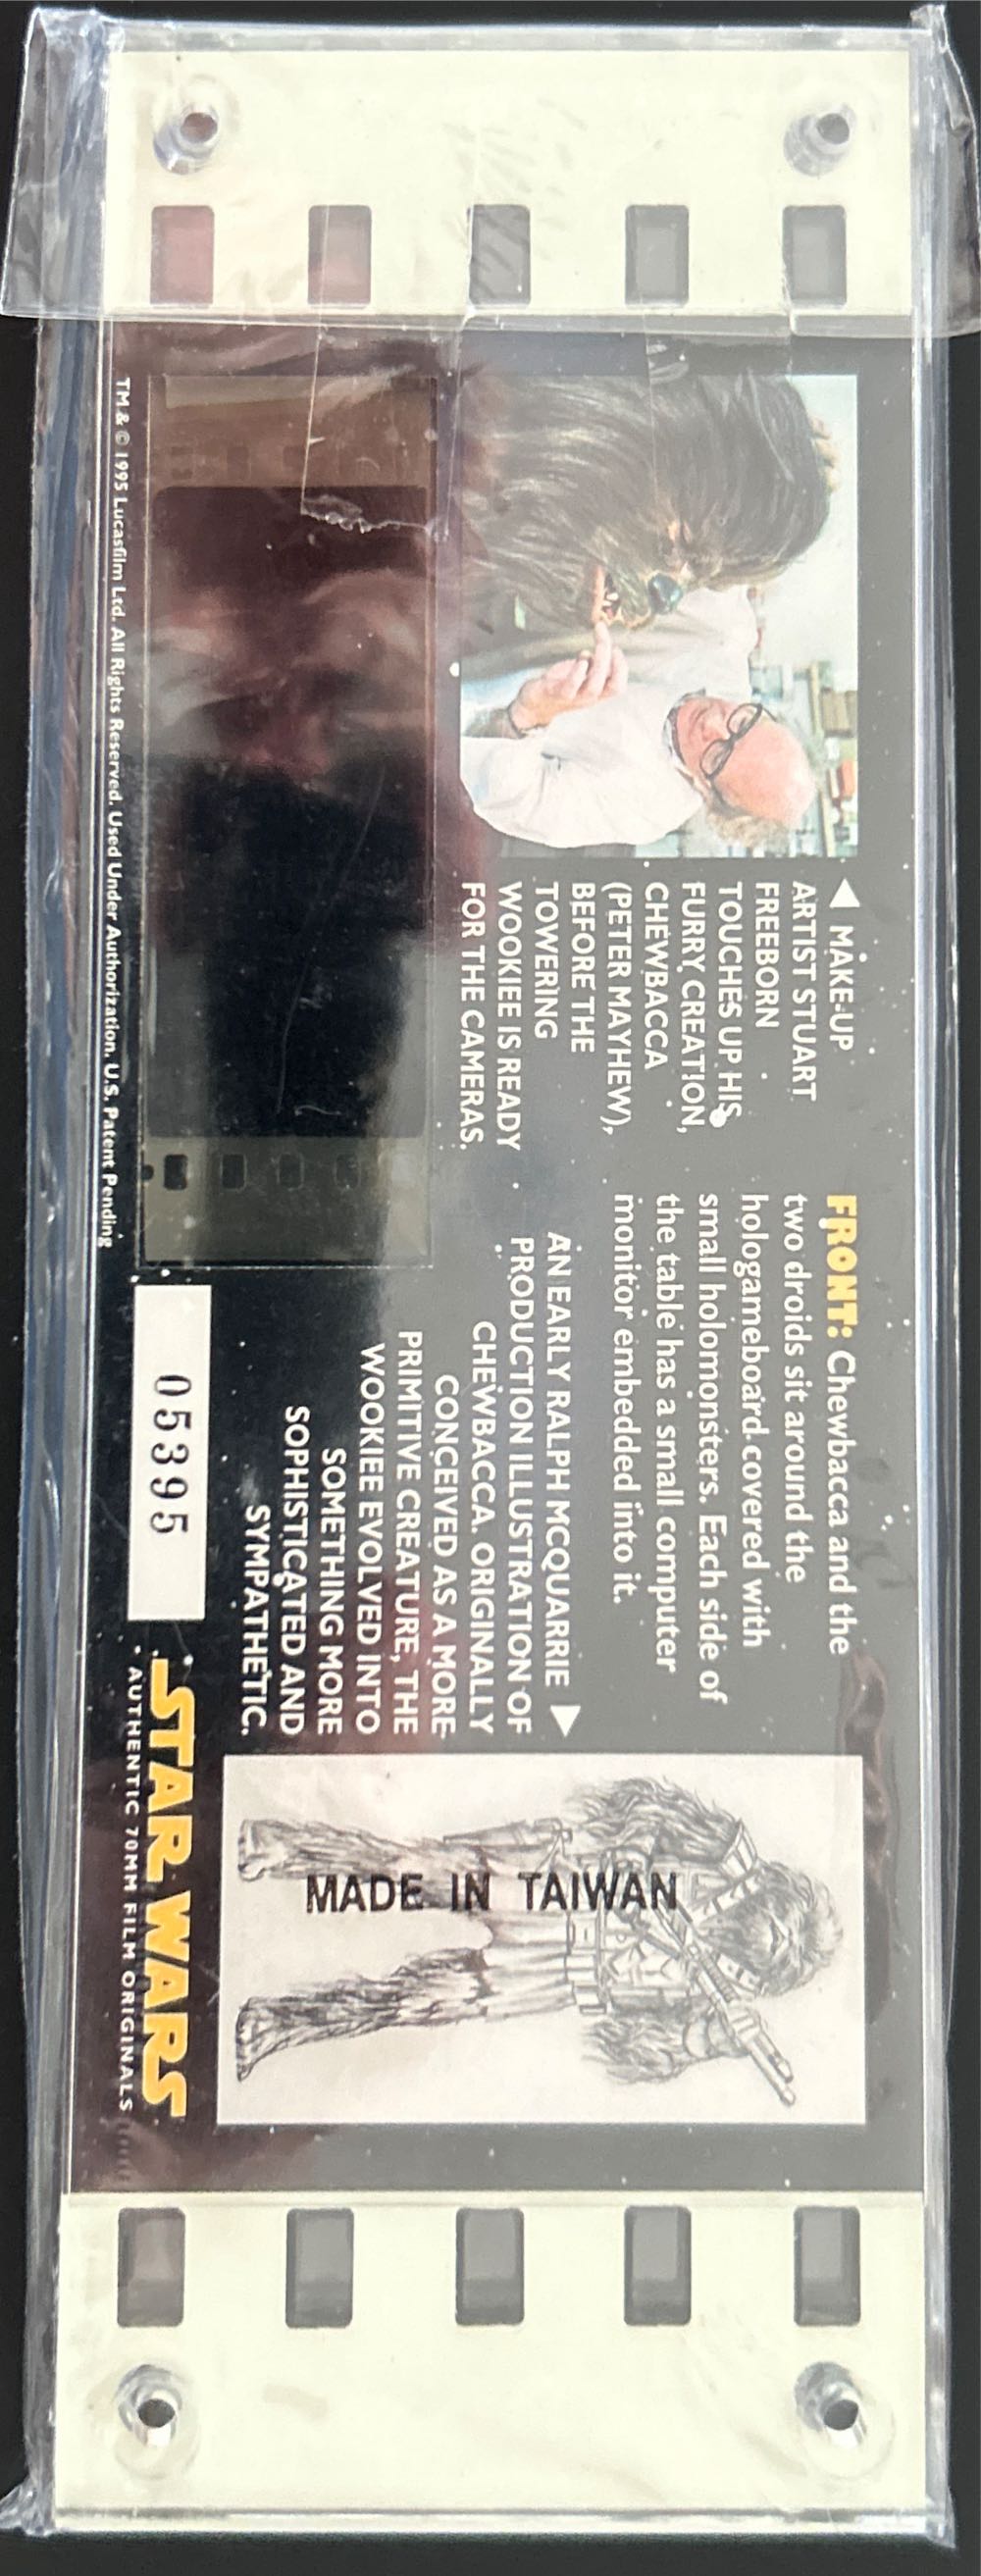 ◀ MAKE-UP
ARTIST STUART
FREEBORN
TOUCHES UP HIS
FURRY CREATION,
CHEWBACCA
(PETER MAYHEW),
BEFORE THE
TOWERING
WOOKIEE IS READY
FOR THE CAMERAS.
FRONT: Chewbacca and the
two droids sit around the
hologameboard covered with
small holomonsters. Each side of
the table has a small computer
monitor embedded into it.
AN EARLY RALPH MCQUARRIE ▶
PRODUCTION ILLUSTRATION OF
CHEWBACCA. ORIGINALLY
CONCEIVED AS A MORE
PRIMITIVE CREATURE, THE
WOOKIEE EVOLVED INTO
SOMETHING MORE
SOPHISTICATED AND
SYMPATHETIC.
MADE IN TAIWAN
05395
STAR WARS
AUTHENTIC 70MM FILM ORIGINALS
TM & © 1995 Lucasfilm Ltd. All Rights Reserved. Used Under Authorization. U.S. Patent Pending